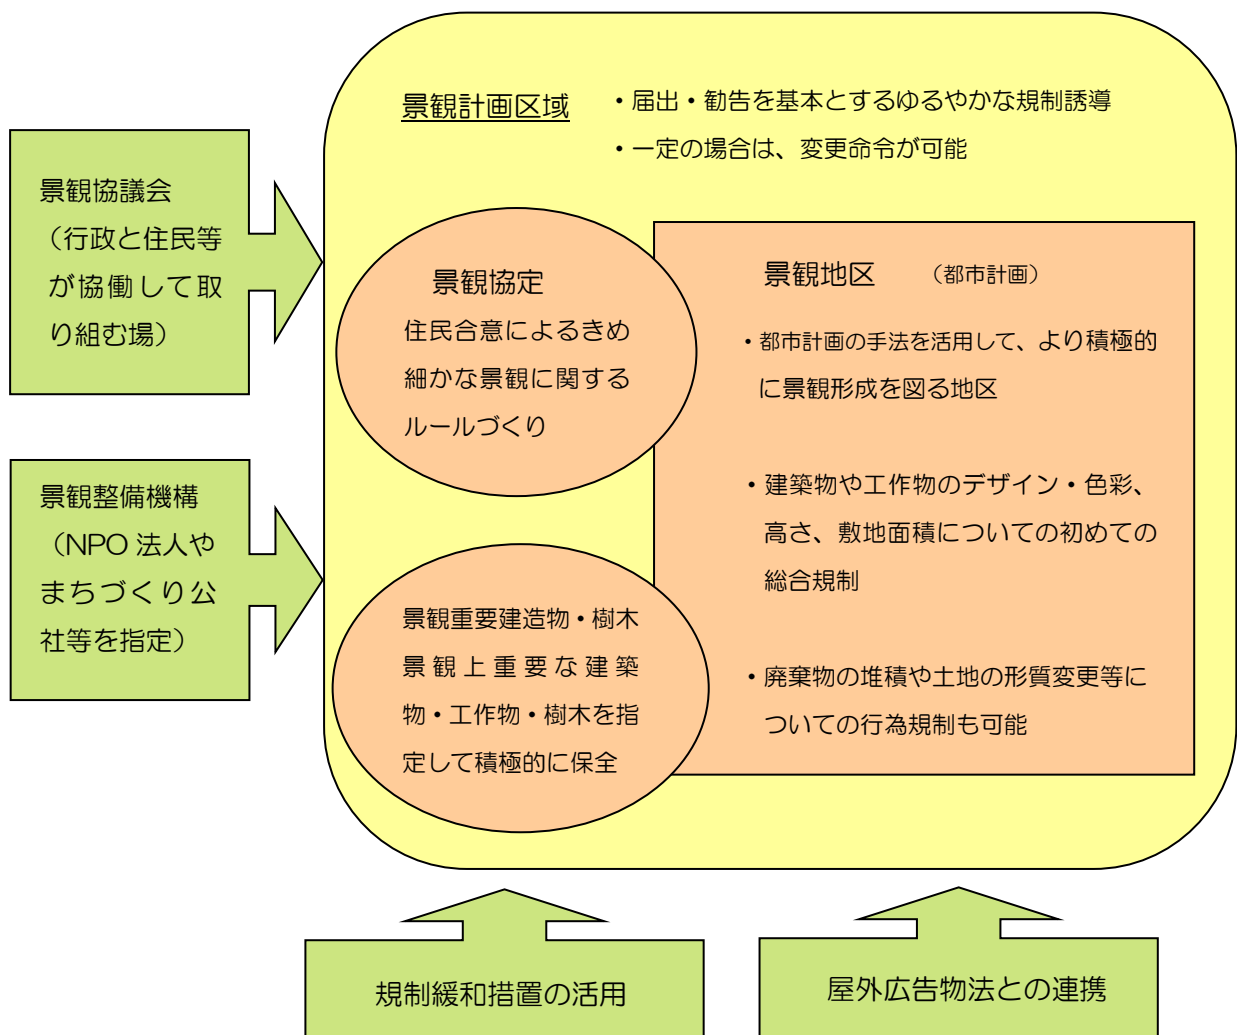 景観計画区域
・届出・勧告を基本とするゆるやかな規制誘導
・一定の場合は、変更命令が可能
景観協議会
（行政と住民等
が協働して取
り組む場）
景観整備機構
（NPO 法人や
まちづくり公
社等を指定）
景観協定
住民合意によるきめ
細かな景観に関する
ルールづくり
景観重要建造物・樹木
景観上重要な建築
物・工作物・樹木を指
定して積極的に保全
景観地区 （都市計画）
・都市計画の手法を活用して、より積極的
に景観形成を図る地区
・建築物や工作物のデザイン・色彩、
高さ、敷地面積についての初めての
総合規制
・廃棄物の堆積や土地の形質変更等に
ついての行為規制も可能
規制緩和措置の活用
屋外広告物法との連携